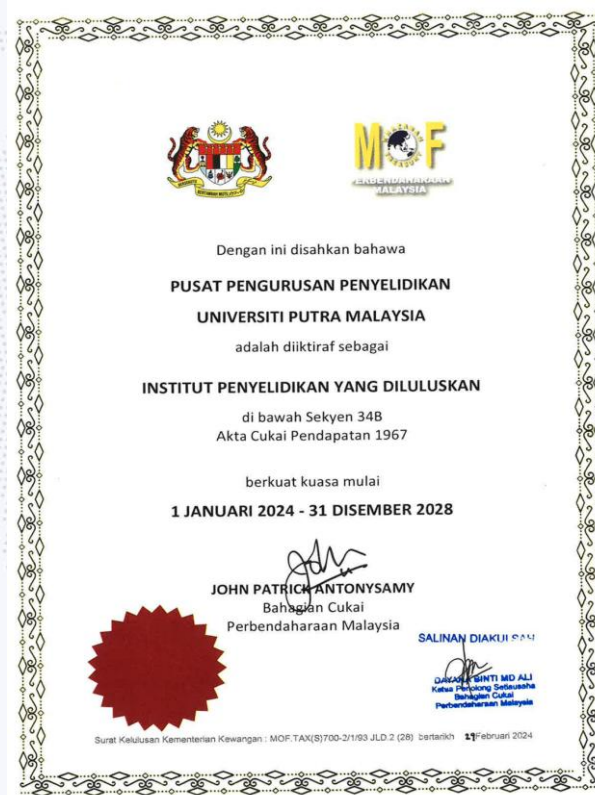 MOF
PERBENDAHARAAN
MALAYSIA
Dengan ini disahkan bahawa
PUSAT PENGURUSAN PENYELIDIKAN
UNIVERSITI PUTRA MALAYSIA
adalah diiktiraf sebagai
INSTITUT PENYELIDIKAN YANG DILULUSKAN
di bawah Sekyen 34B
Akta Cukai Pendapatan 1967
berkuat kuasa mulai
1 JANUARI 2024 - 31 DISEMBER 2028
JOHN PATRICK ANTONYSAMY
Bahagian Cukai
Perbendaharaan Malaysia
SALINAN DIAKUI SAH
DAYANA BINTI MD ALI
Ketua Penolong Setiausaha
Bahagian Cukai
Perbendaharaan Malaysia
Surat Kelulusan Kementerian Kewangan : MOF.TAX(S)700-2/1/93 JLD.2 (28) bertarikh Februari 2024